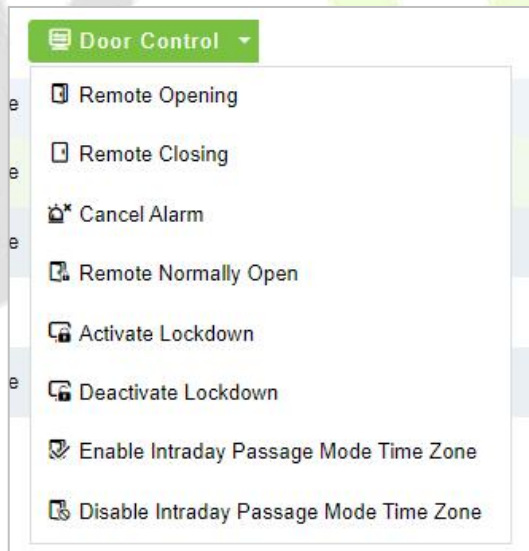 Door Control
Remote Opening
Remote Closing
Cancel Alarm
Remote Normally Open
Activate Lockdown
Deactivate Lockdown
Enable Intraday Passage Mode Time Zone
Disable Intraday Passage Mode Time Zone